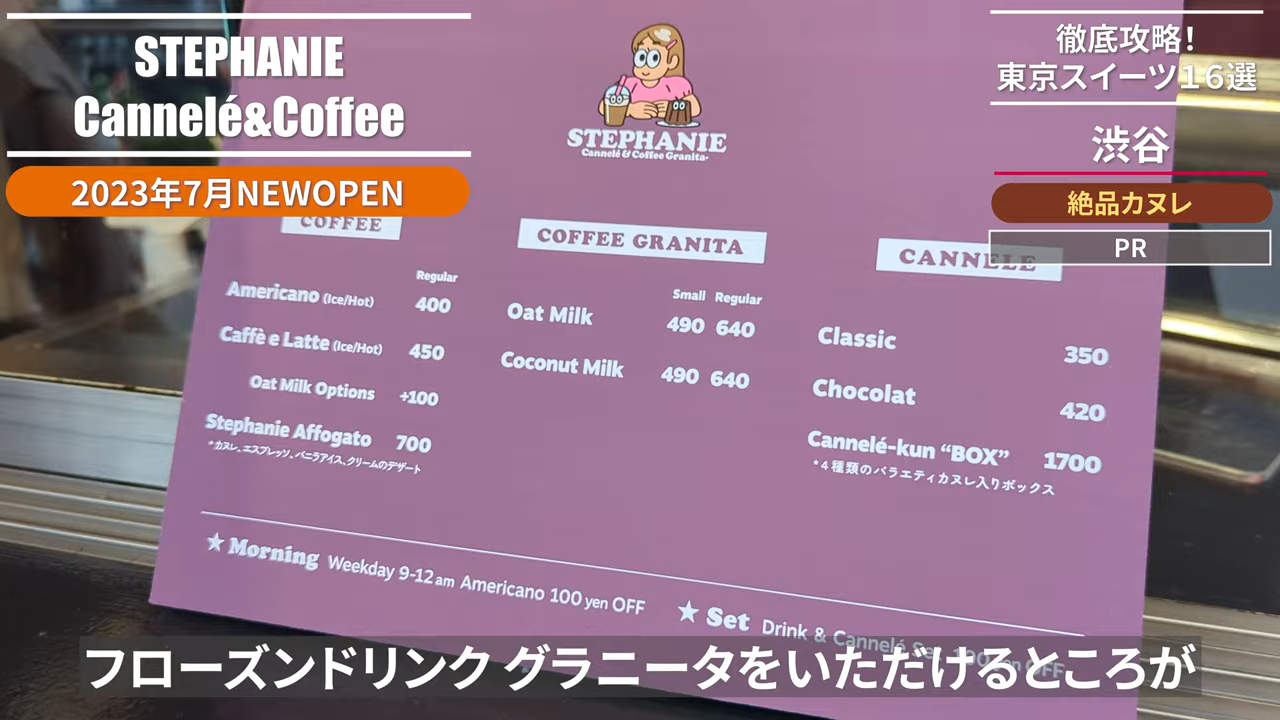 STEPHANIE
Cannelé&Coffee
2023年7月NEWOPEN
徹底攻略!
東京スイーツ16選
渋谷
絶品カヌレ
PR
STEPHANIE
Cannelé & Coffee Granita
COFFEE
Regular
Americano (Ice/Hot) 400
Caffè e Latte (Ice/Hot) 450
Oat Milk Options +100
Stephanie Affogato 700
*カヌレ、エスプレッソ、バニラアイス、クリームのデザート
COFFEE GRANITA
Small Regular
Oat Milk 490 640
Coconut Milk 490 640
CANNELE
Classic 350
Chocolat 420
Cannelé-kun “BOX” 1700
*4種類のバラエティカヌレ入りボックス
★ Morning Weekday 9-12am Americano 100 yen OFF
★ Set Drink & Cannelé Set 100 yen OFF
フローズンドリンク グラニータをいただけるところが